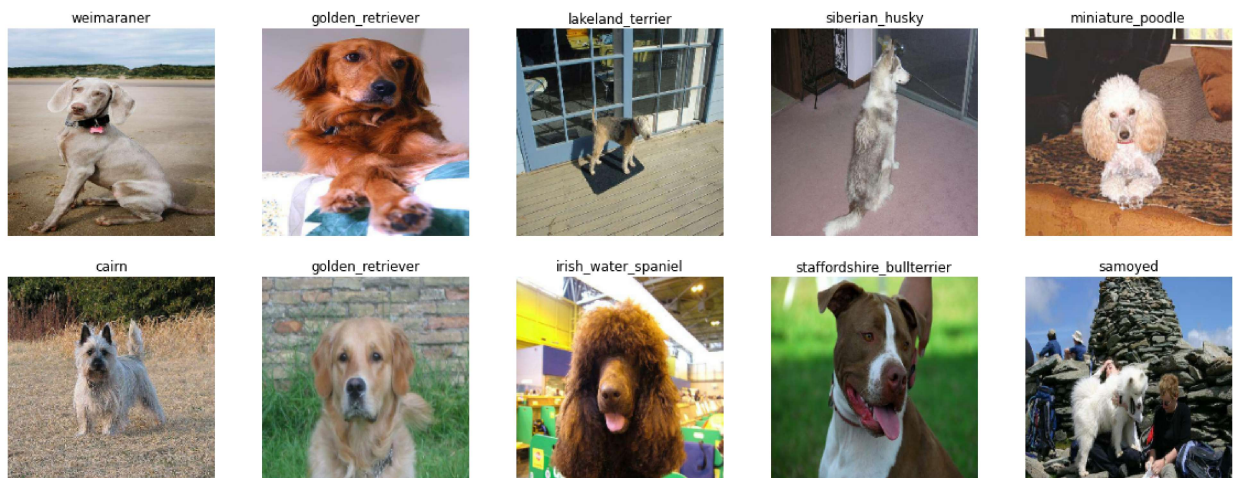 weimaraner
golden_retriever
lakeland_terrier
siberian_husky
miniature_poodle
cairn
golden_retriever
irish_water_spaniel
staffordshire_bullterrier
samoyed